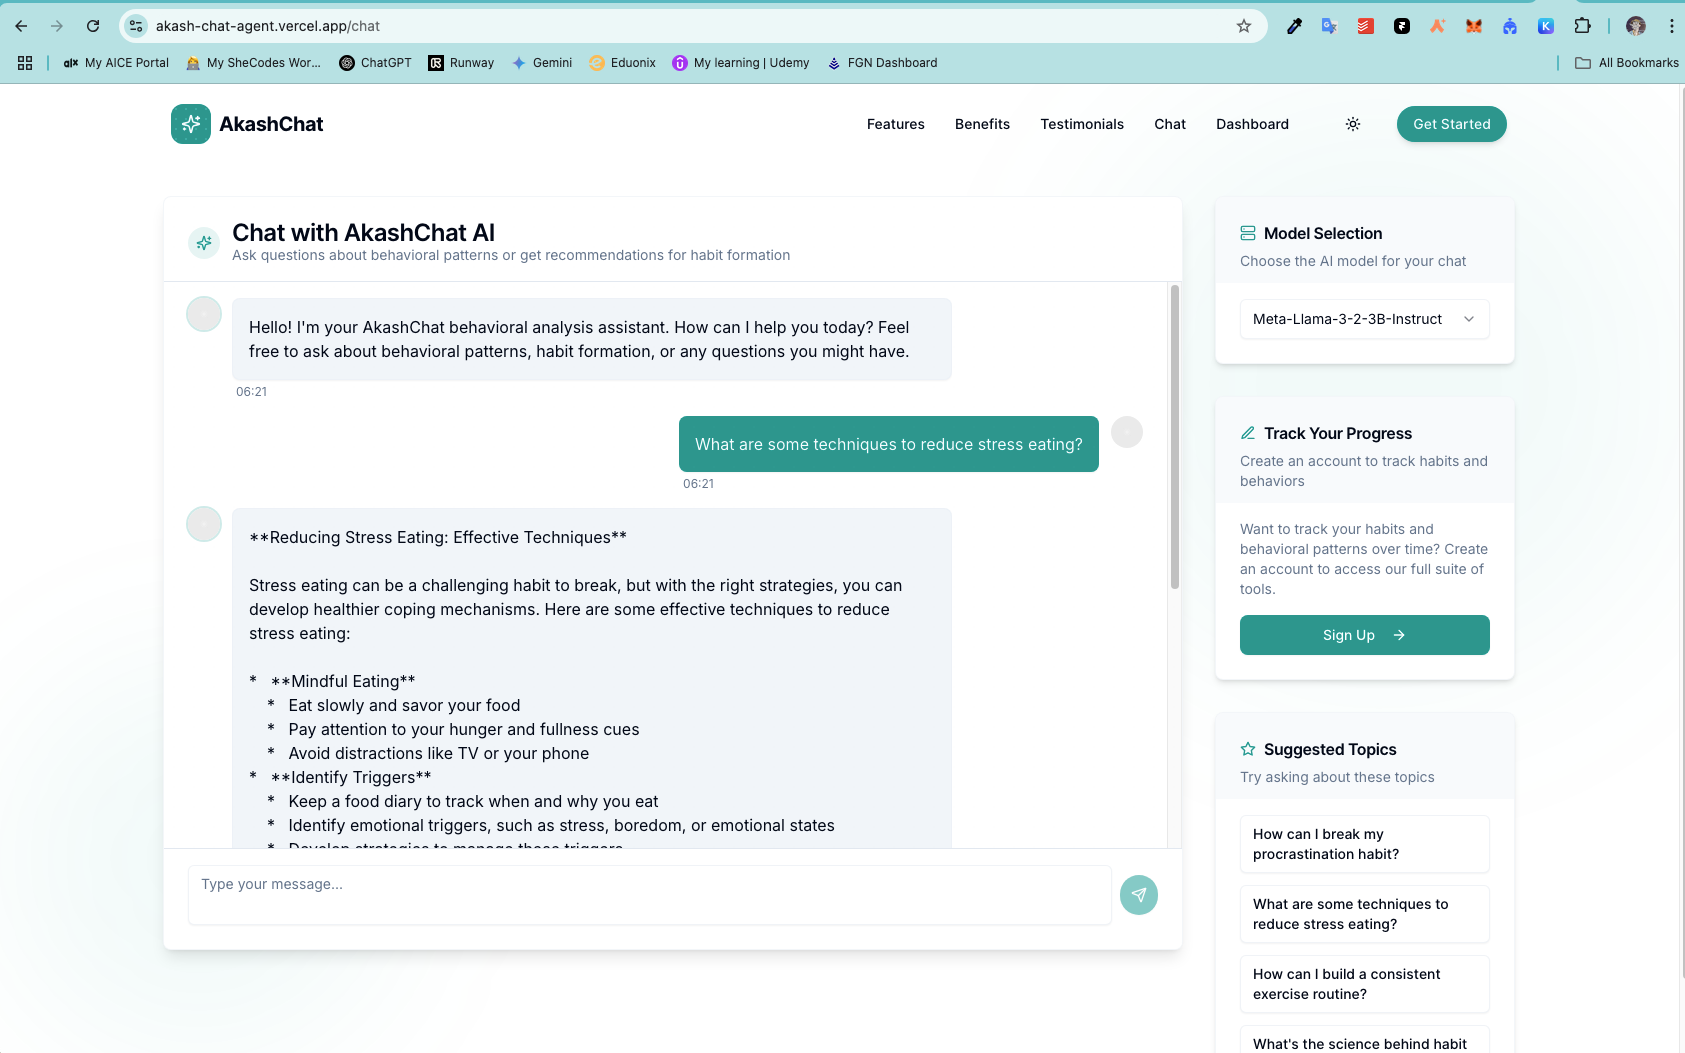 akash-chat-agent.vercel.app/chat
My AICE Portal
My SheCodes Wor...
ChatGPT
Runway
Gemini
Eduonix
My learning | Udemy
FGN Dashboard
All Bookmarks
AkashChat
Features
Benefits
Testimonials
Chat
Dashboard
Get Started
Chat with AkashChat AI
Ask questions about behavioral patterns or get recommendations for habit formation
Hello! I'm your AkashChat behavioral analysis assistant. How can I help you today? Feel
free to ask about behavioral patterns, habit formation, or any questions you might have.
06:21
What are some techniques to reduce stress eating?
06:21
**Reducing Stress Eating: Effective Techniques**
Stress eating can be a challenging habit to break, but with the right strategies, you can
develop healthier coping mechanisms. Here are some effective techniques to reduce
stress eating:
* **Mindful Eating**
* Eat slowly and savor your food
* Pay attention to your hunger and fullness cues
* Avoid distractions like TV or your phone
* **Identify Triggers**
* Keep a food diary to track when and why you eat
* Identify emotional triggers, such as stress, boredom, or emotional states
* Develop strategies to manage these triggers
Type your message...
Model Selection
Choose the AI model for your chat
Meta-Llama-3-2-3B-Instruct
Track Your Progress
Create an account to track habits and
behaviors
Want to track your habits and
behavioral patterns over time? Create
an account to access our full suite of
tools.
Sign Up
Suggested Topics
Try asking about these topics
How can I break my
procrastination habit?
What are some techniques to
reduce stress eating?
How can I build a consistent
exercise routine?
What's the science behind habit